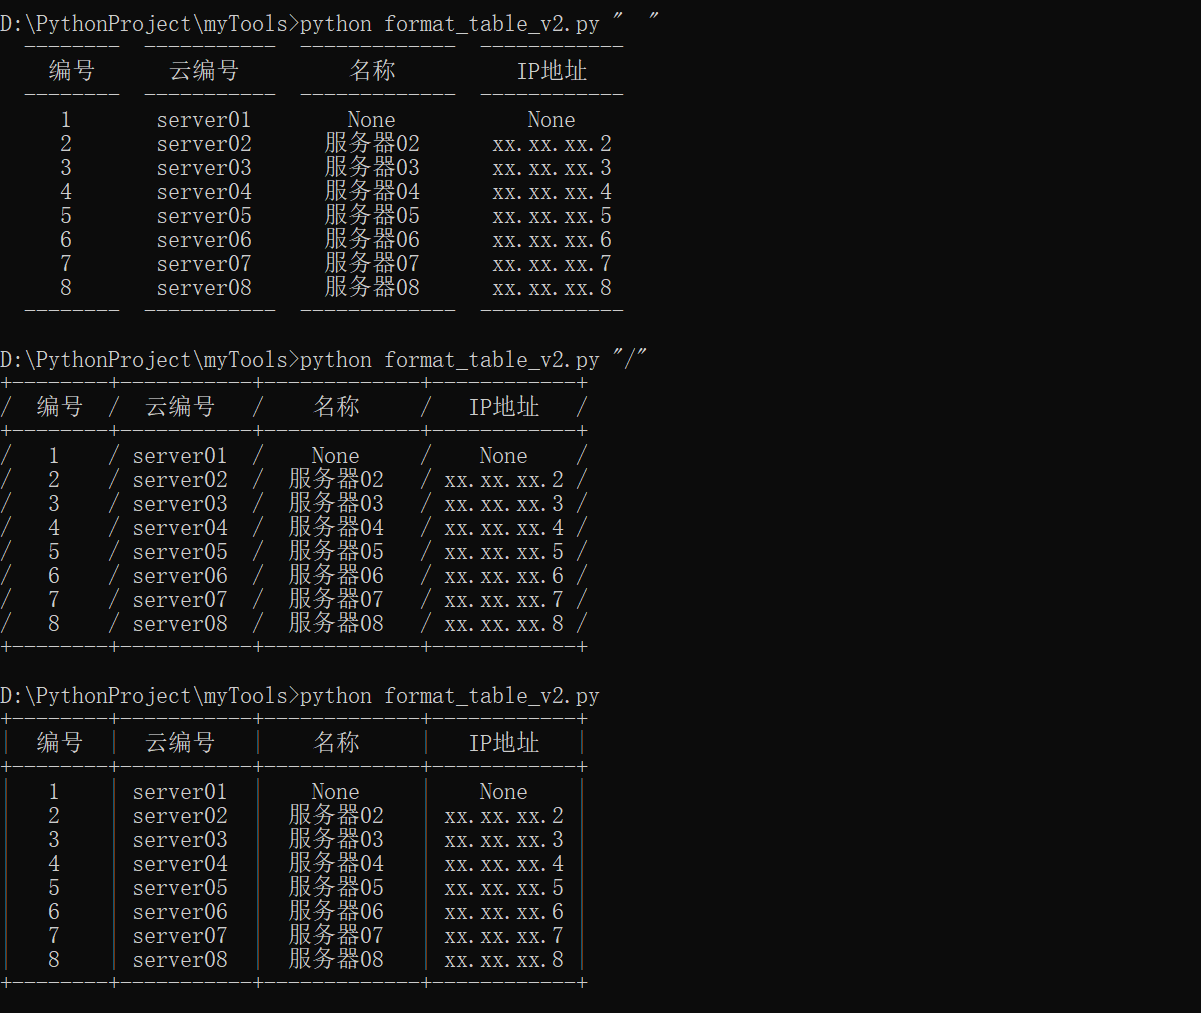 D:\PythonProject\myTools>python format_table_v2.py "  "
  --------  -----------  -------------  ------------
    编号      云编号         名称          IP地址
  --------  -----------  -------------  ------------
     1       server01        None           None
     2       server02      服务器02      xx.xx.xx.2
     3       server03      服务器03      xx.xx.xx.3
     4       server04      服务器04      xx.xx.xx.4
     5       server05      服务器05      xx.xx.xx.5
     6       server06      服务器06      xx.xx.xx.6
     7       server07      服务器07      xx.xx.xx.7
     8       server08      服务器08      xx.xx.xx.8
  --------  -----------  -------------  ------------
D:\PythonProject\myTools>python format_table_v2.py "/"
+--------+-----------+-------------+------------+
/  编号  /  云编号   /    名称     /   IP地址   /
+--------+-----------+-------------+------------+
/   1    / server01  /    None     /    None    /
/   2    / server02  /  服务器02   / xx.xx.xx.2 /
/   3    / server03  /  服务器03   / xx.xx.xx.3 /
/   4    / server04  /  服务器04   / xx.xx.xx.4 /
/   5    / server05  /  服务器05   / xx.xx.xx.5 /
/   6    / server06  /  服务器06   / xx.xx.xx.6 /
/   7    / server07  /  服务器07   / xx.xx.xx.7 /
/   8    / server08  /  服务器08   / xx.xx.xx.8 /
+--------+-----------+-------------+------------+
D:\PythonProject\myTools>python format_table_v2.py
+--------+-----------+-------------+------------+
|  编号  |  云编号   |    名称     |   IP地址   |
+--------+-----------+-------------+------------+
|   1    | server01  |    None     |    None    |
|   2    | server02  |  服务器02   | xx.xx.xx.2 |
|   3    | server03  |  服务器03   | xx.xx.xx.3 |
|   4    | server04  |  服务器04   | xx.xx.xx.4 |
|   5    | server05  |  服务器05   | xx.xx.xx.5 |
|   6    | server06  |  服务器06   | xx.xx.xx.6 |
|   7    | server07  |  服务器07   | xx.xx.xx.7 |
|   8    | server08  |  服务器08   | xx.xx.xx.8 |
+--------+-----------+-------------+------------+